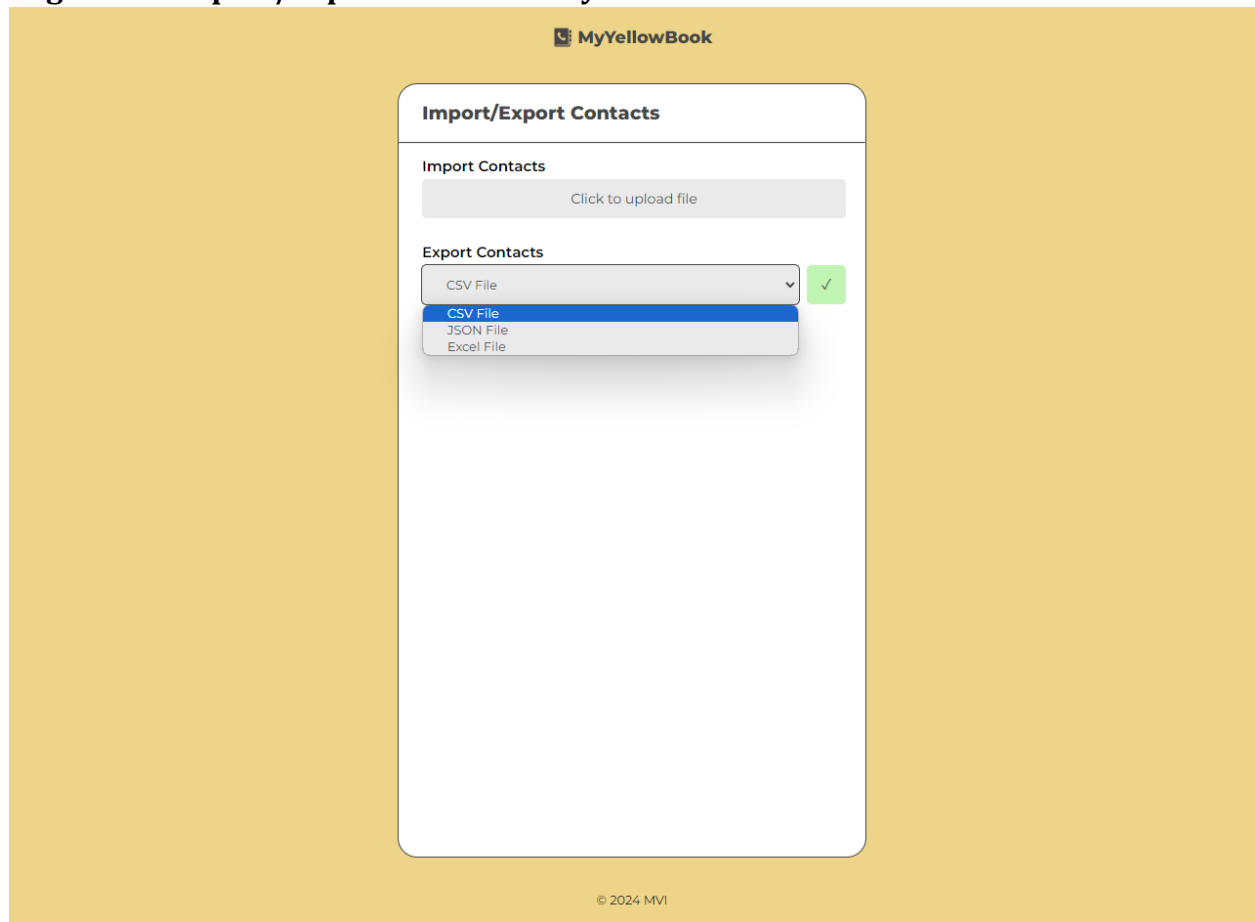 MyYellowBook
Import/Export Contacts
Import Contacts
Click to upload file
Export Contacts
CSV File
✓
CSV File
JSON File
Excel File
© 2024 MVI